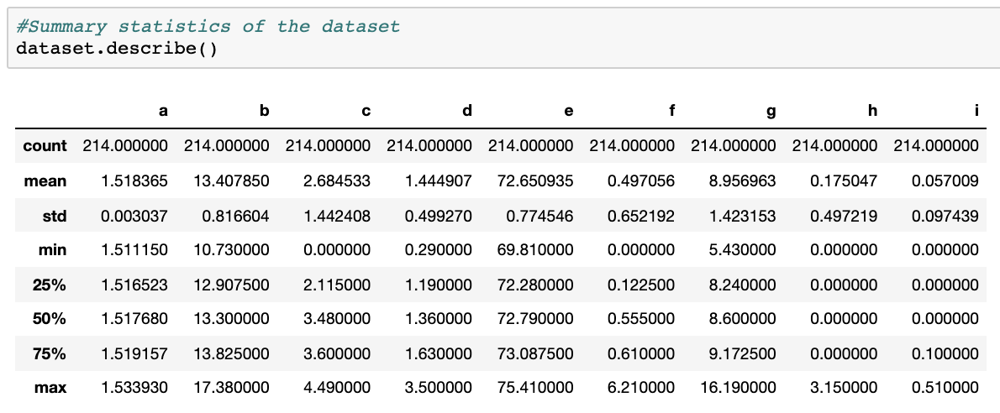 #Summary statistics of the dataset
dataset.describe()
a b c d e f g h i
count 214.000000 214.000000 214.000000 214.000000 214.000000 214.000000 214.000000 214.000000 214.000000
mean 1.518365 13.407850 2.684533 1.444907 72.650935 0.497056 8.956963 0.175047 0.057009
std 0.003037 0.816604 1.442408 0.499270 0.774546 0.652192 1.423153 0.497219 0.097439
min 1.511150 10.730000 0.000000 0.290000 69.810000 0.000000 5.430000 0.000000 0.000000
25% 1.516523 12.907500 2.115000 1.190000 72.280000 0.122500 8.240000 0.000000 0.000000
50% 1.517680 13.300000 3.480000 1.360000 72.790000 0.555000 8.600000 0.000000 0.000000
75% 1.519157 13.825000 3.600000 1.630000 73.087500 0.610000 9.172500 0.000000 0.100000
max 1.533930 17.380000 4.490000 3.500000 75.410000 6.210000 16.190000 3.150000 0.510000